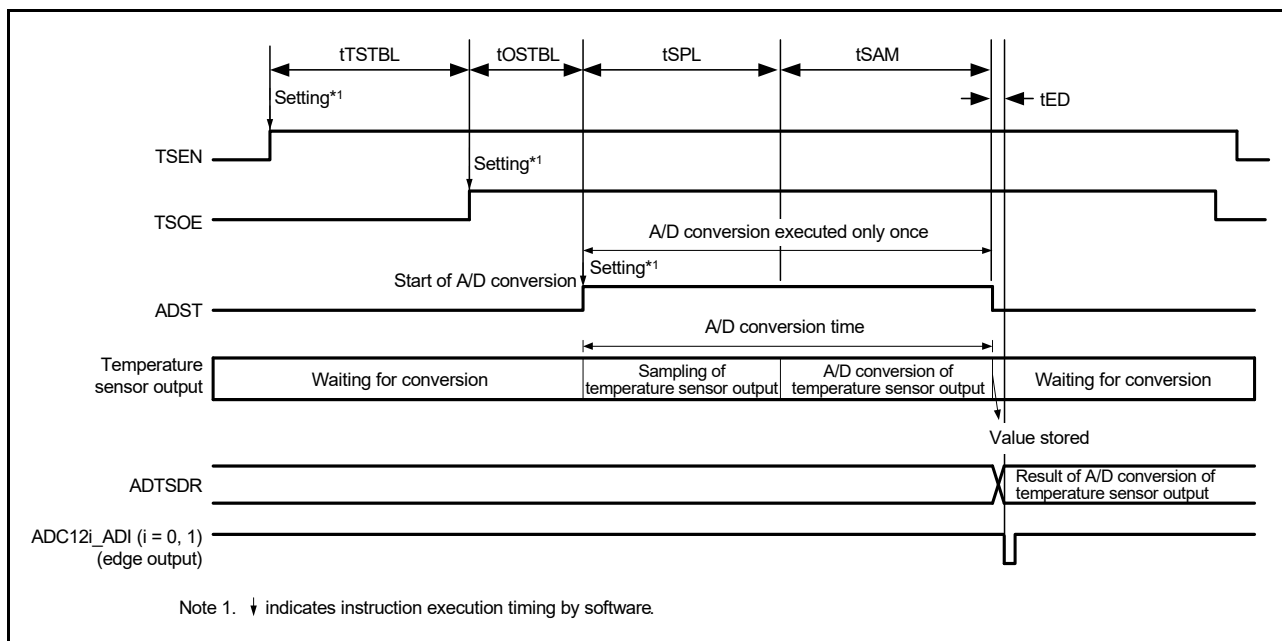 tTSTBL
tOSTBL
tSPL
tSAM
tED
Setting*1
TSEN
Setting*1
TSOE
A/D conversion executed only once
Start of A/D conversion
Setting*1
ADST
A/D conversion time
Temperature
sensor output
Waiting for conversion
Sampling of
temperature sensor output
A/D conversion of
temperature sensor output
Waiting for conversion
Value stored
ADTSDR
Result of A/D conversion of
temperature sensor output
ADC12i_ADI (i = 0, 1)
(edge output)
Note 1. ↓ indicates instruction execution timing by software.